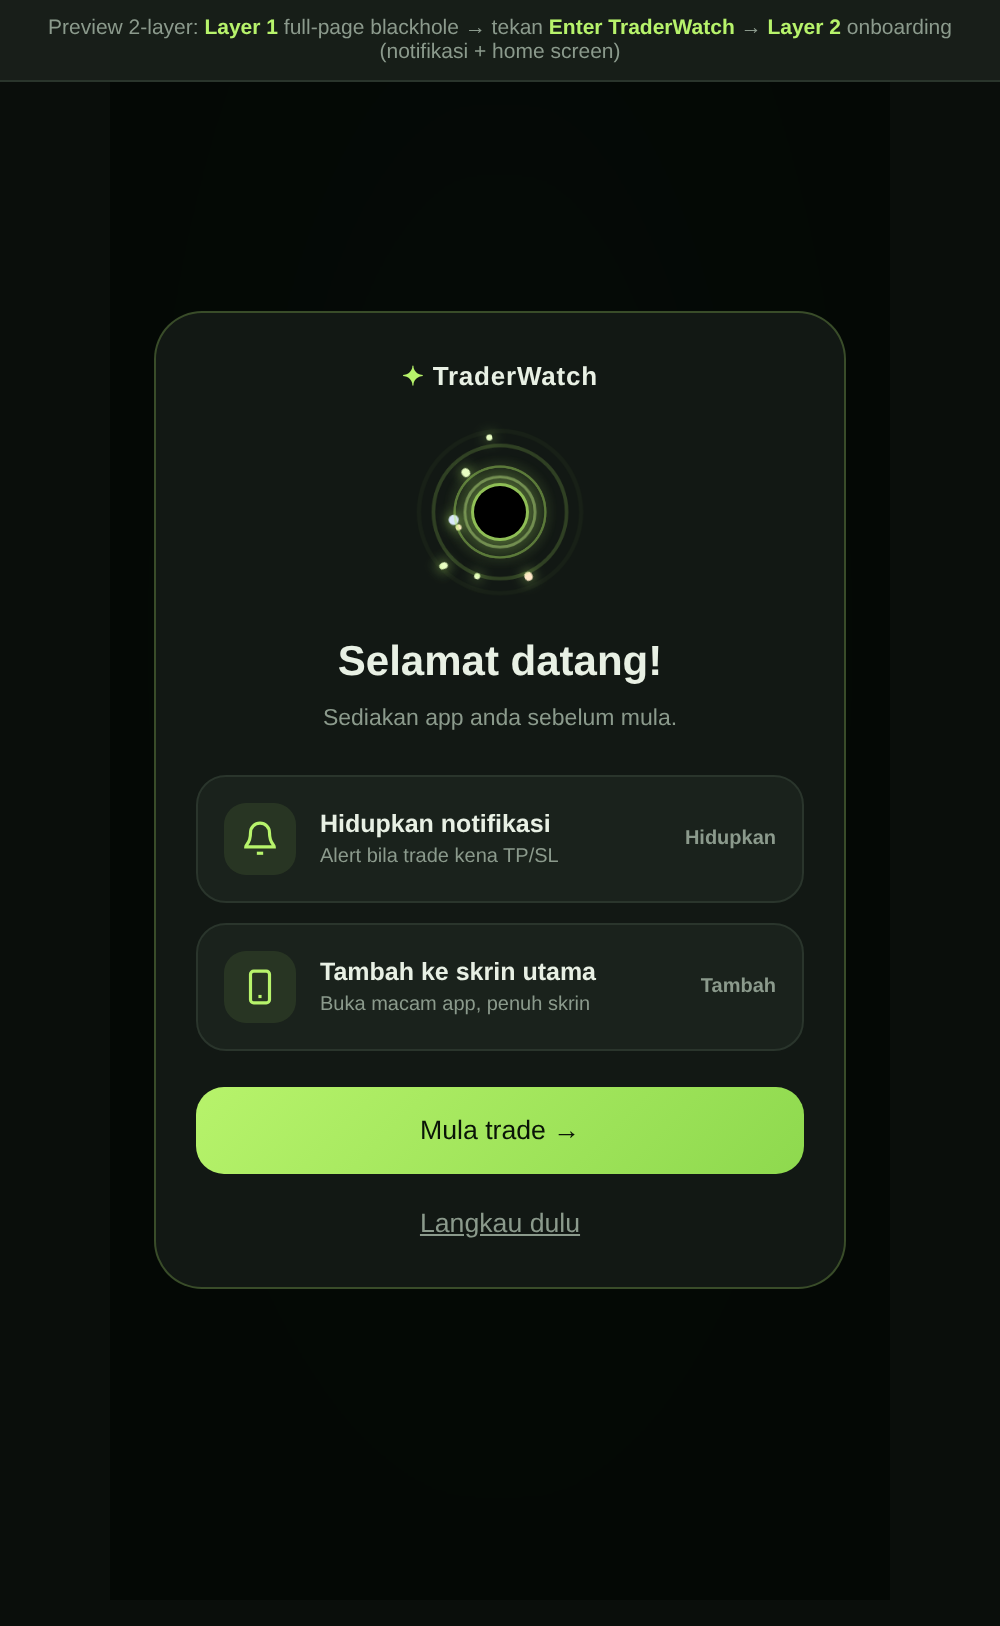 Preview 2-layer: Layer 1 full-page blackhole → tekan Enter TraderWatch → Layer 2 onboarding
(notifikasi + home screen)
✦ TraderWatch
Selamat datang!
Sediakan app anda sebelum mula.
Hidupkan notifikasi
Alert bila trade kena TP/SL
Hidupkan
Tambah ke skrin utama
Buka macam app, penuh skrin
Tambah
Mula trade →
Langkau dulu